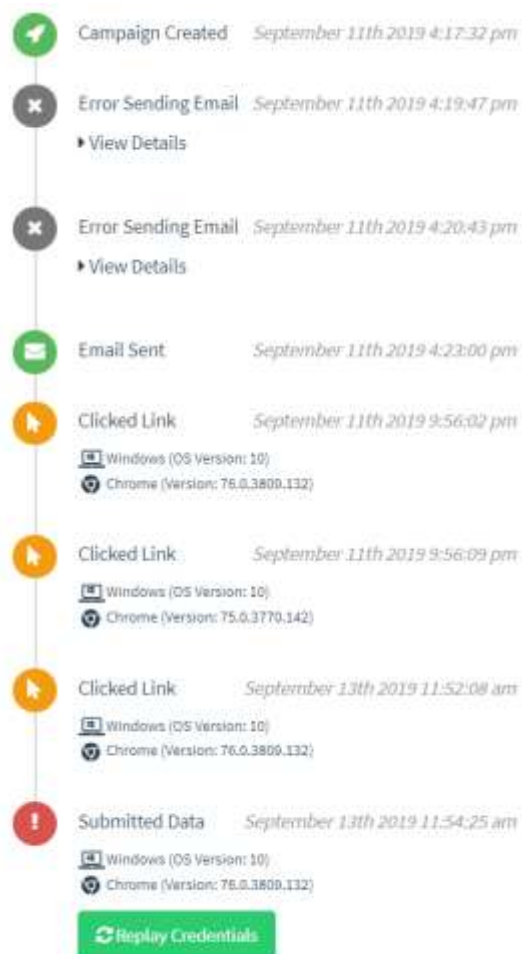 Campaign Created September 11th 2019 4:17:32 pm
Error Sending Email September 11th 2019 4:19:47 pm
View Details
Error Sending Email September 11th 2019 4:20:43 pm
View Details
Email Sent September 11th 2019 4:23:00 pm
Clicked Link September 11th 2019 9:56:02 pm
Windows (OS Version: 10)
Chrome (Version: 76.0.3809.132)
Clicked Link September 11th 2019 9:56:09 pm
Windows (OS Version: 10)
Chrome (Version: 75.0.3770.142)
Clicked Link September 13th 2019 11:52:08 am
Windows (OS Version: 10)
Chrome (Version: 76.0.3809.132)
Submitted Data September 13th 2019 11:54:25 am
Windows (OS Version: 10)
Chrome (Version: 76.0.3809.132)
Replay Credentials